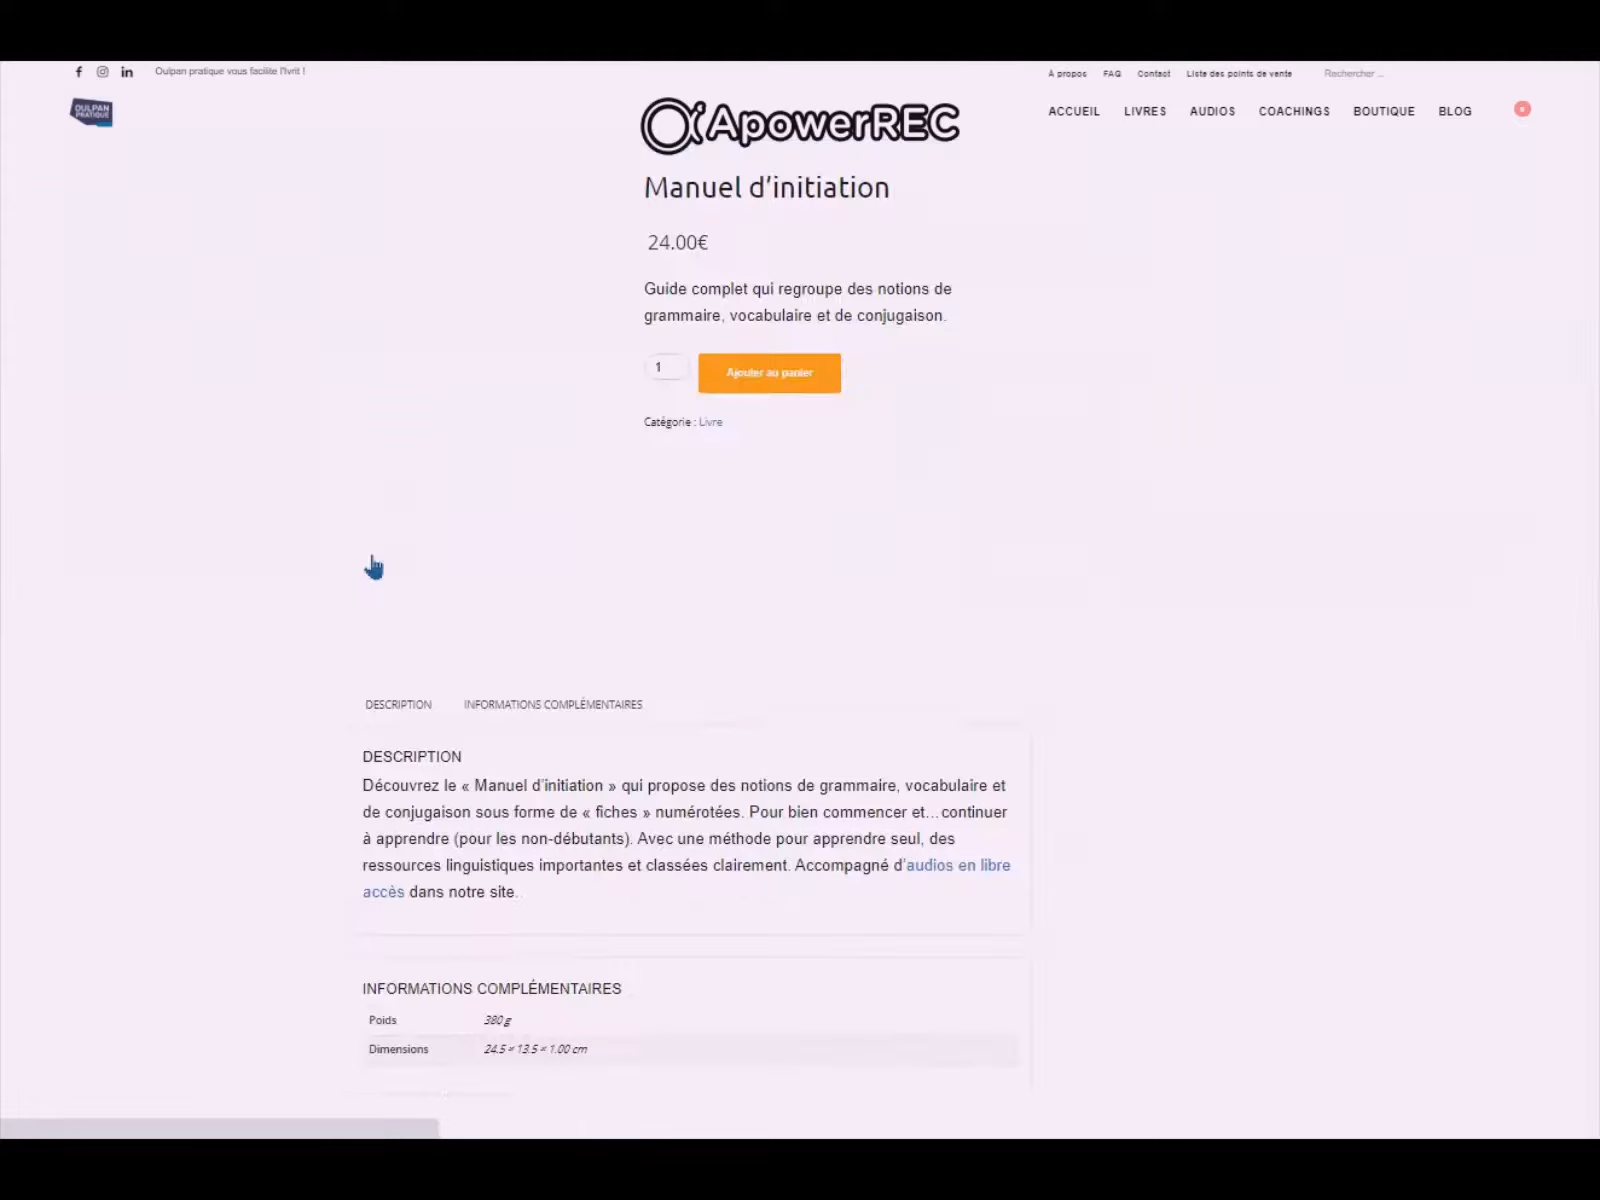 Oulpan pratique vous facilite l'Ivrit !
À propos FAQ Contact Liste des points de vente Rechercher ...
OULPAN
PRATIQUE
ApowerREC
ACCUEIL LIVRES AUDIOS COACHINGS BOUTIQUE BLOG
Manuel d’initiation
24.00€
Guide complet qui regroupe des notions de
grammaire, vocabulaire et de conjugaison.
1 Ajouter au panier
Catégorie : Livre
DESCRIPTION INFORMATIONS COMPLÉMENTAIRES
DESCRIPTION
Découvrez le « Manuel d’initiation » qui propose des notions de grammaire, vocabulaire et
de conjugaison sous forme de « fiches » numérotées. Pour bien commencer et…continuer
à apprendre (pour les non-débutants). Avec une méthode pour apprendre seul, des
ressources linguistiques importantes et classées clairement. Accompagné d’audios en libre
accès dans notre site.
INFORMATIONS COMPLÉMENTAIRES
Poids 380 g
Dimensions 24.5 × 13.5 × 1.00 cm